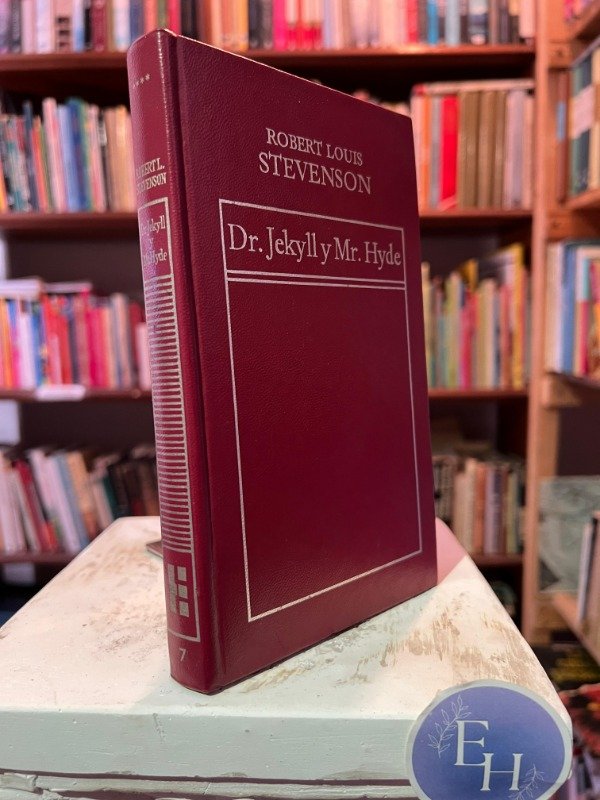 ROBERT LOUIS
STEVENSON
Dr. Jekyll y Mr. Hyde
ROBERT L.
STEVENSON
Dr. Jekyll
y
Mr. Hyde
7
EH